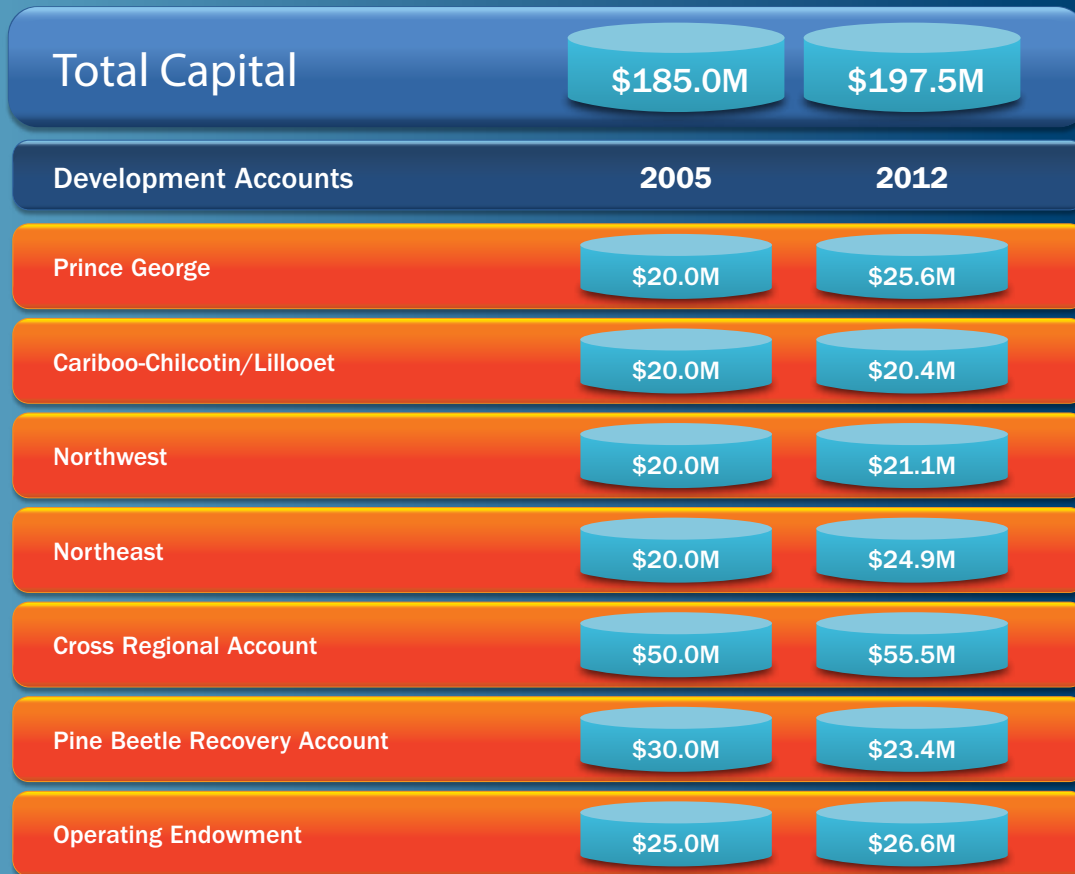 Total Capital $185.0M $197.5M
Development Accounts 2005 2012
Prince George $20.0M $25.6M
Cariboo-Chilcotin/Lillooet $20.0M $20.4M
Northwest $20.0M $21.1M
Northeast $20.0M $24.9M
Cross Regional Account $50.0M $55.5M
Pine Beetle Recovery Account $30.0M $23.4M
Operating Endowment $25.0M $26.6M